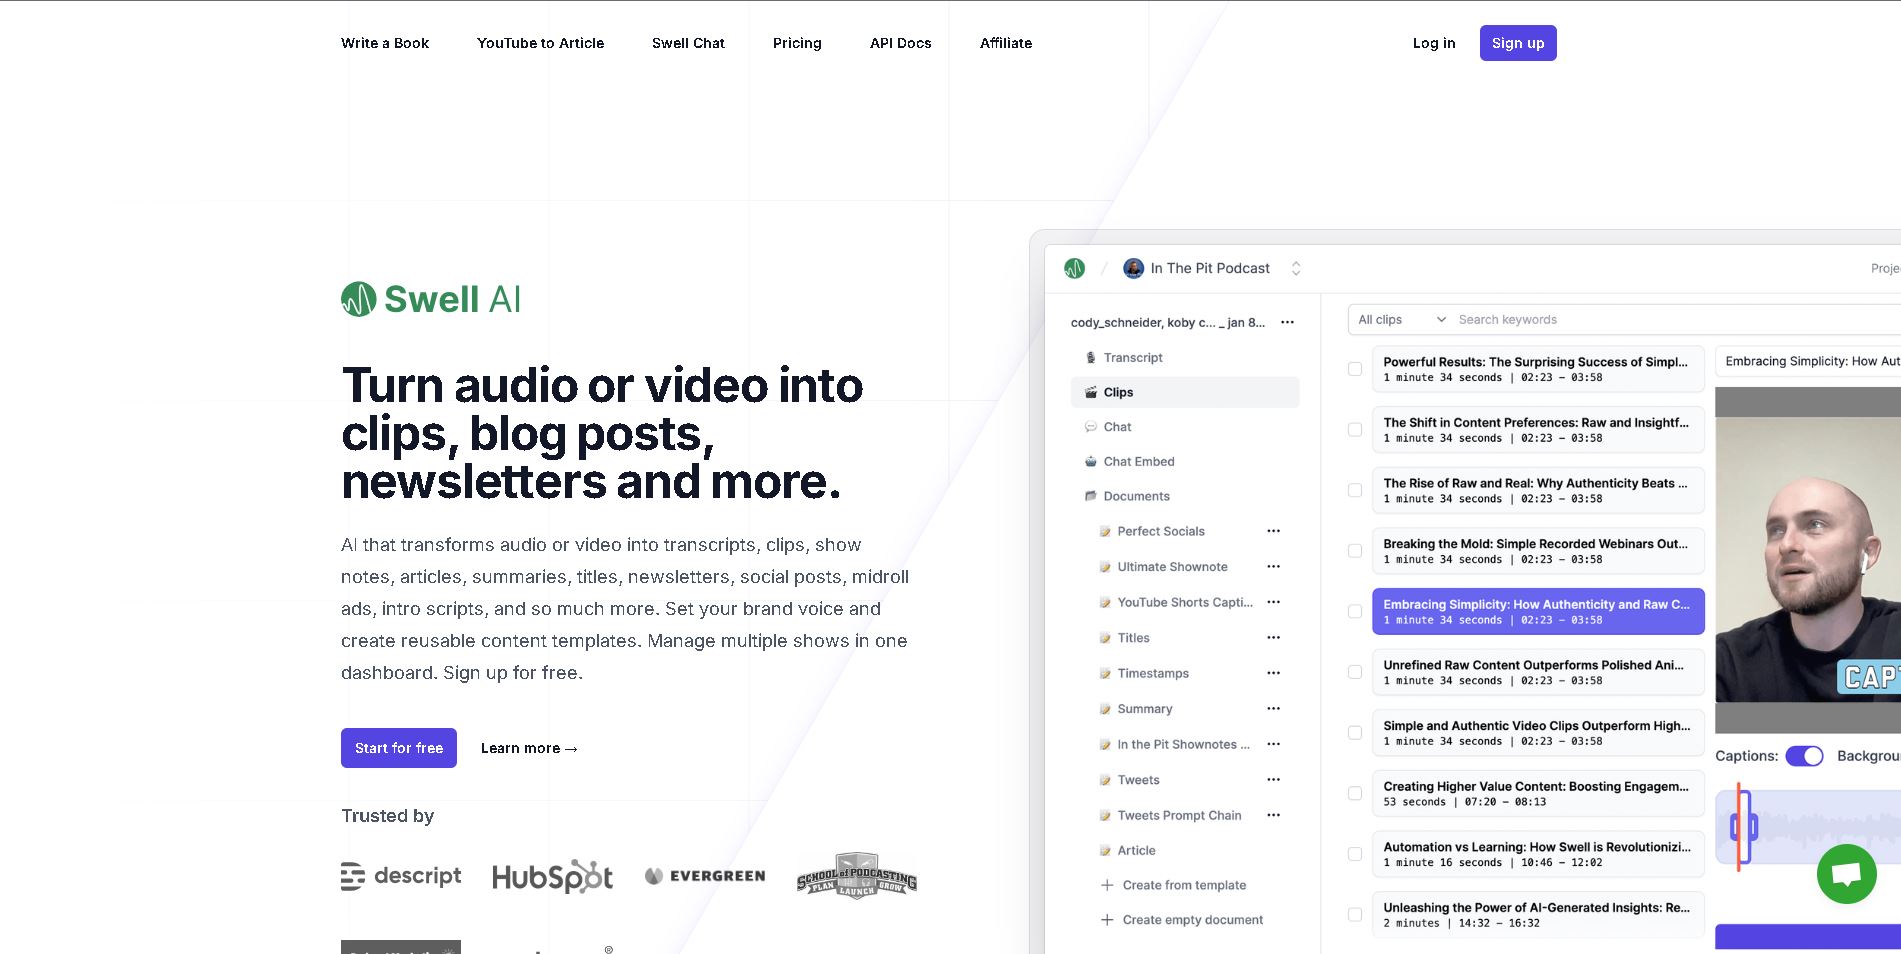 Write a Book
YouTube to Article
Swell Chat
Pricing
API Docs
Affiliate
Log in
Sign up
Swell AI
Turn audio or video into
clips, blog posts,
newsletters and more.
AI that transforms audio or video into transcripts, clips, show
notes, articles, summaries, titles, newsletters, social posts, midroll
ads, intro scripts, and so much more. Set your brand voice and
create reusable content templates. Manage multiple shows in one
dashboard. Sign up for free.
Start for free
Learn more →
Trusted by
descript
HubSpot
EVERGREEN
SCHOOL of PODCASTING
PLAN LAUNCH GROW
/
In The Pit Podcast
cody_schneider, koby c... _ jan 8...
Transcript
Clips
Chat
Chat Embed
Documents
Perfect Socials
Ultimate Shownote
YouTube Shorts Capti...
Titles
Timestamps
Summary
In the Pit Shownotes ...
Tweets
Tweets Prompt Chain
Article
Create from template
Create empty document
All clips
Search keywords
Powerful Results: The Surprising Success of Simpl...
1 minute 34 seconds | 02:23 – 03:58
The Shift in Content Preferences: Raw and Insightf...
1 minute 34 seconds | 02:23 – 03:58
The Rise of Raw and Real: Why Authenticity Beats ...
1 minute 34 seconds | 02:23 – 03:58
Breaking the Mold: Simple Recorded Webinars Out...
1 minute 34 seconds | 02:23 – 03:58
Embracing Simplicity: How Authenticity and Raw C...
1 minute 34 seconds | 02:23 – 03:58
Unrefined Raw Content Outperforms Polished Ani...
1 minute 34 seconds | 02:23 – 03:58
Simple and Authentic Video Clips Outperform High...
1 minute 34 seconds | 02:23 – 03:58
Creating Higher Value Content: Boosting Engagem...
53 seconds | 07:20 – 08:13
Automation vs Learning: How Swell is Revolutionizi...
1 minute 16 seconds | 10:46 – 12:02
Unleashing the Power of AI-Generated Insights: Re...
2 minutes | 14:32 – 16:32
Projec
Embracing Simplicity: How Aut
CAPT
Captions:
Backgrou